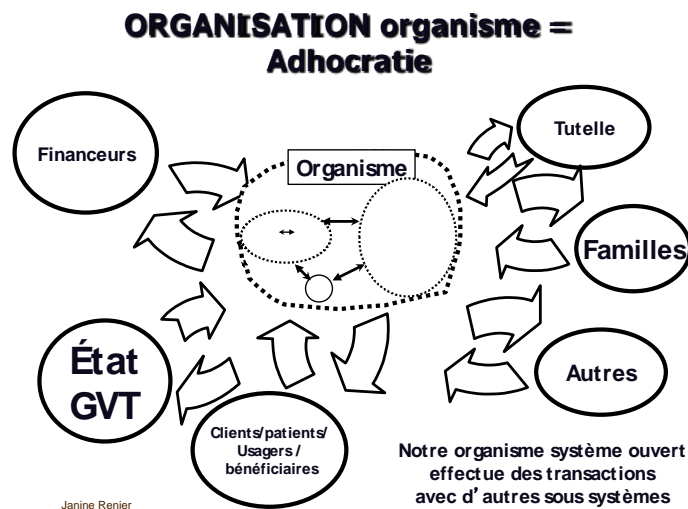 ORGANISATION organisme =
Adhocratie
Financeurs
Organisme
Tutelle
Familles
État
GVT
Autres
Clients/patients/
Usagers /
bénéficiaires
Notre organisme système ouvert
effectue des transactions
avec d’autres sous systèmes
Janine Renier